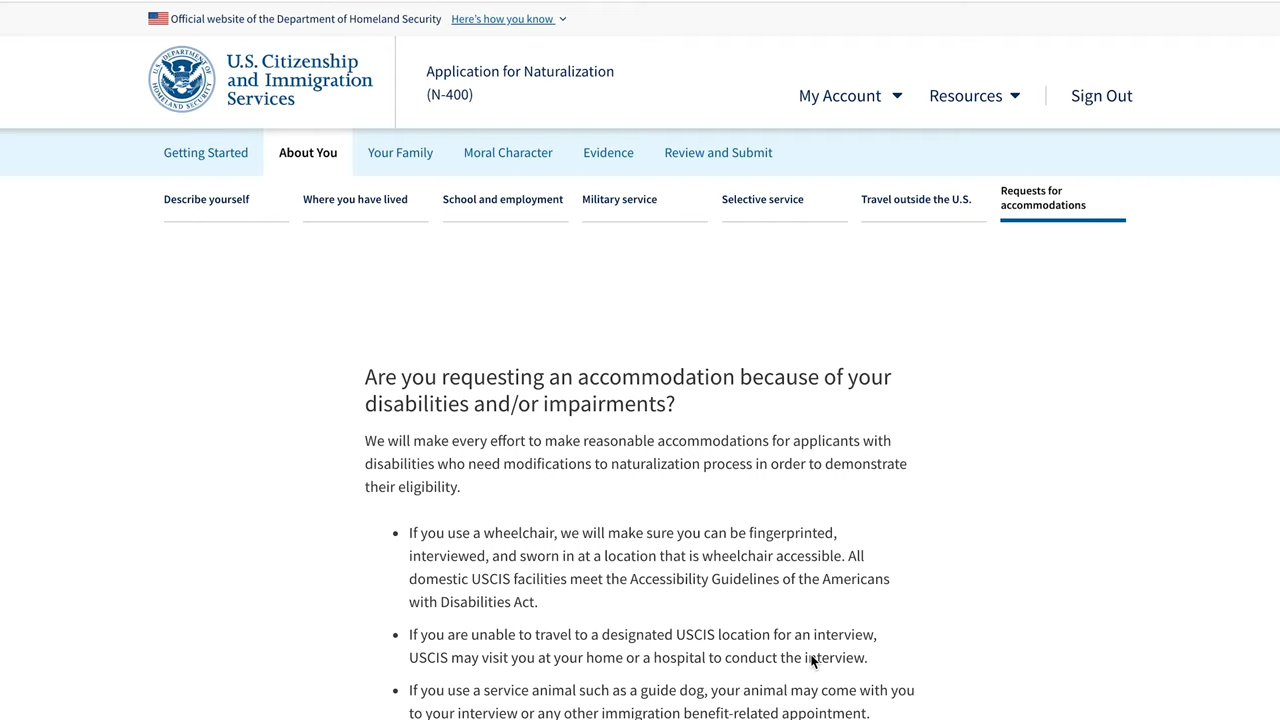 Official website of the Department of Homeland Security Here's how you know
U.S. Citizenship
and Immigration
Services
Application for Naturalization
(N-400)
My Account
Resources
Sign Out
Getting Started
About You
Your Family
Moral Character
Evidence
Review and Submit
Describe yourself
Where you have lived
School and employment
Military service
Selective service
Travel outside the U.S.
Requests for
accommodations
Are you requesting an accommodation because of your
disabilities and/or impairments?
We will make every effort to make reasonable accommodations for applicants with
disabilities who need modifications to naturalization process in order to demonstrate
their eligibility.
• If you use a wheelchair, we will make sure you can be fingerprinted,
interviewed, and sworn in at a location that is wheelchair accessible. All
domestic USCIS facilities meet the Accessibility Guidelines of the Americans
with Disabilities Act.
• If you are unable to travel to a designated USCIS location for an interview,
USCIS may visit you at your home or a hospital to conduct the interview.
• If you use a service animal such as a guide dog, your animal may come with you
to your interview or any other immigration benefit-related appointment.